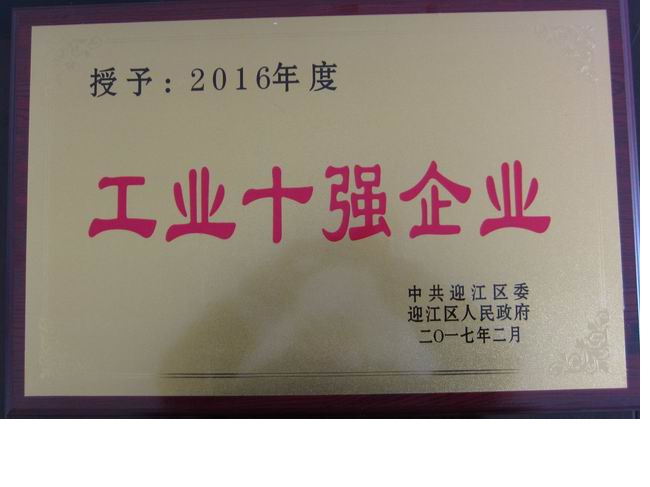 授予：2016年度
工业十强企业
中共迎江区委
迎江区人民政府
二〇一七年二月